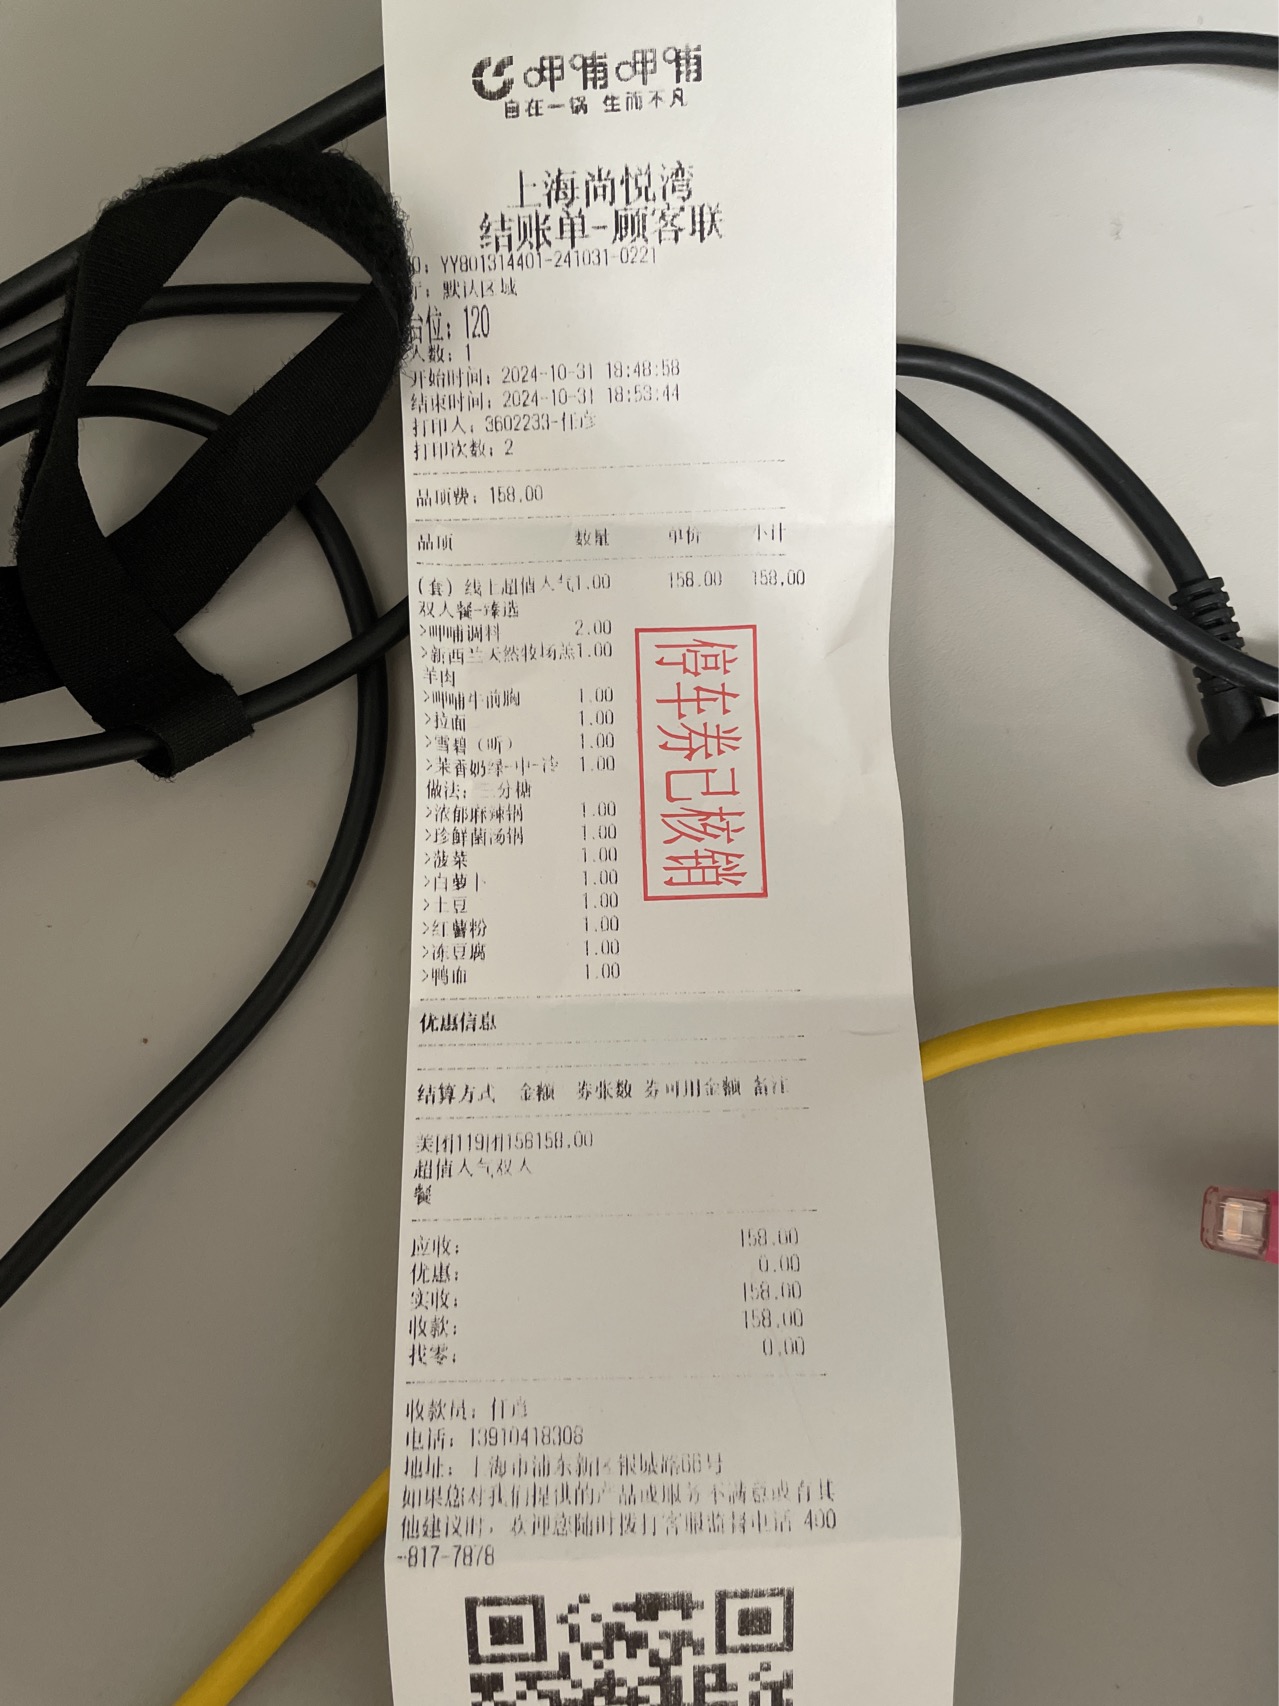 呷哺呷哺
自在一锅 生而不凡
上海尚悦湾
结账单-顾客联
: YY801314401-241031-0221
: 默认区域
台位: 120
人数: 1
开始时间: 2024-10-31 18:48:58
结束时间: 2024-10-31 18:53:44
打印人: 3602233-任彦
打印次数: 2
品项费: 158.00
品项 数量 单价 小计
(套) 线上超值人气1.00 158.00 158.00
双人餐-臻选
>呷哺调料 2.00
>新西兰天然牧场羔1.00
羊肉
>呷哺牛前胸 1.00
>拉面 1.00
>雪碧（听） 1.00
>茉香奶绿-中-冷 1.00
做法: 三分糖
>浓郁麻辣锅 1.00
>珍鲜菌汤锅 1.00
>菠菜 1.00
>白萝卜 1.00
>土豆 1.00
>红薯粉 1.00
>冻豆腐 1.00
>鸭血 1.00
停车券已核销
优惠信息
结算方式 金额 券张数 券可用金额 备注
美团119团158158.00
超值人气双人
餐
应收: 158.00
优惠: 0.00
实收: 158.00
收款: 158.00
找零: 0.00
收款员: 任彦
电话: 13910418308
地址: 上海市浦东新区银城路66号
如果您对我们提供的产品或服务不满意或有其
他建议时, 欢迎您随时拨打客服监督电话 400
-817-7878